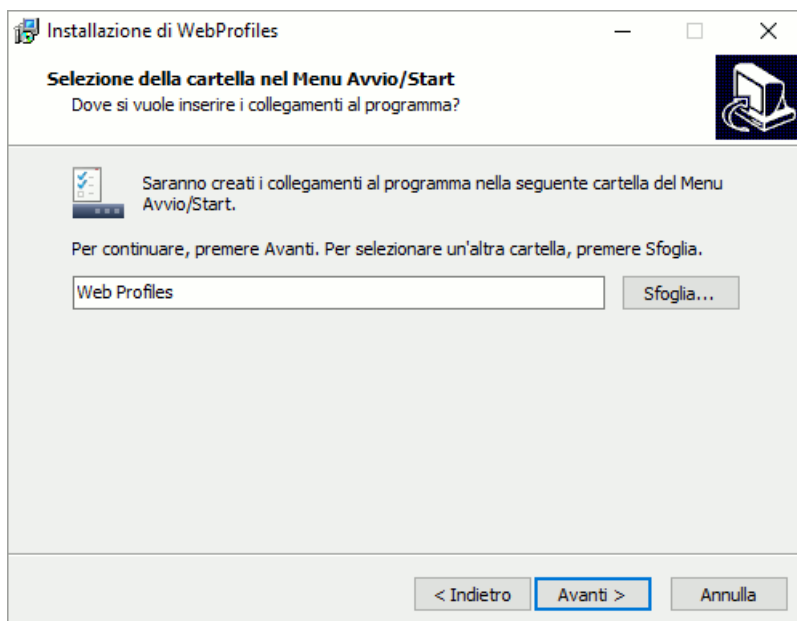 Installazione di WebProfiles
Selezione della cartella nel Menu Avvio/Start
Dove si vuole inserire i collegamenti al programma?
Saranno creati i collegamenti al programma nella seguente cartella del Menu
Avvio/Start.
Per continuare, premere Avanti. Per selezionare un'altra cartella, premere Sfoglia.
Web Profiles
Sfoglia...
< Indietro
Avanti >
Annulla